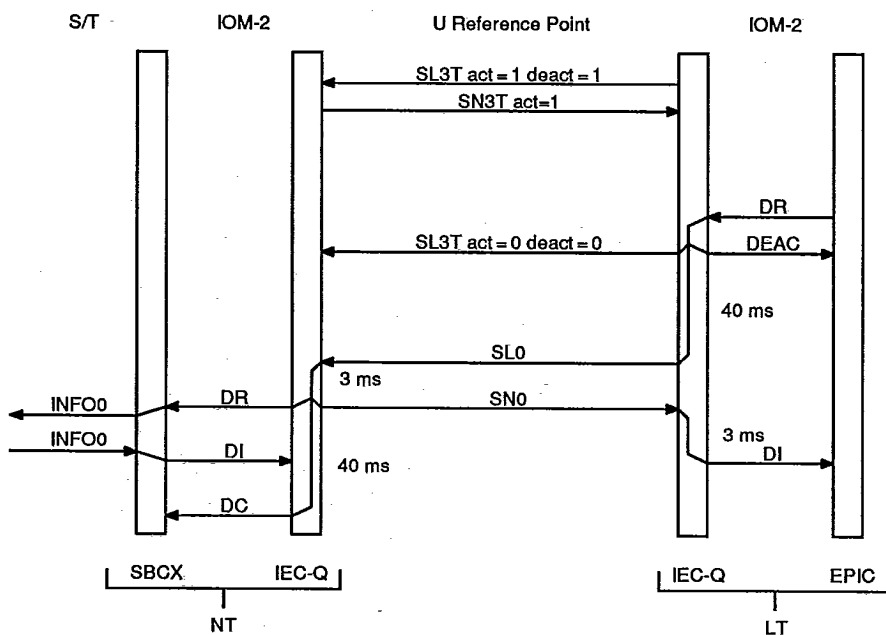 S/T IOM-2 U Reference Point IOM-2
SL3T act=1 deact=1
SN3T act=1
DR
SL3T act=0 deact=0 DEAC
40 ms
SL0
3 ms
INFO0 DR SN0
3 ms
INFO0 DI 40 ms DI
DC
SBCX IEC-Q IEC-Q EPIC
NT LT